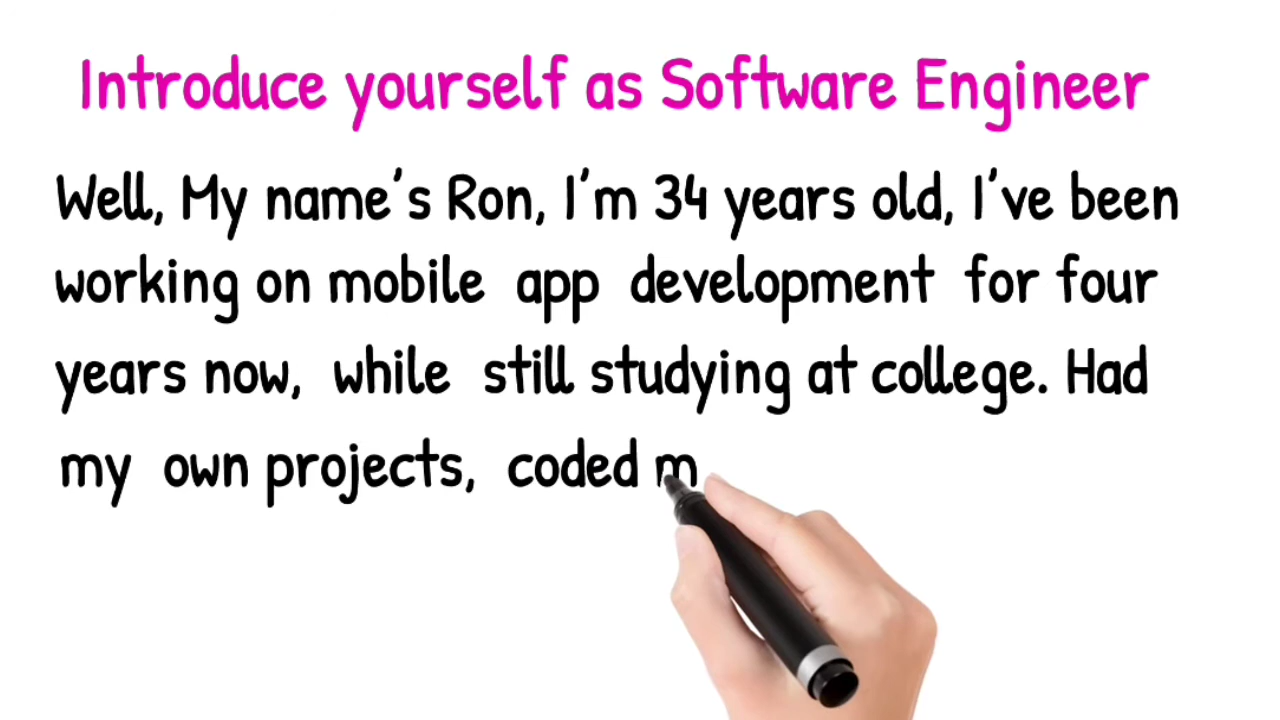 Introduce yourself as Software Engineer
Well, My name's Ron, I'm 34 years old, I've been
working on mobile app development for four
years now, while still studying at college. Had
my own projects, coded m